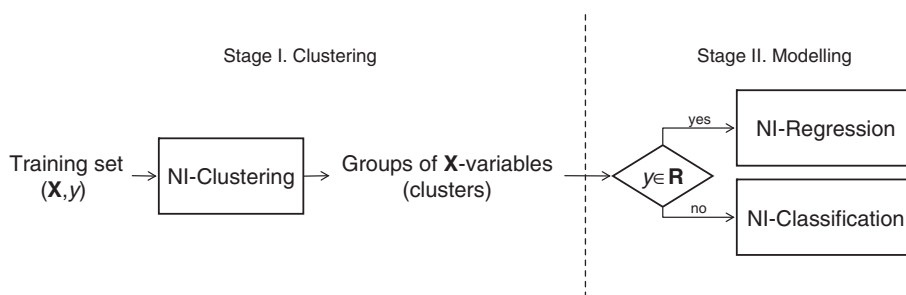 Stage I. Clustering
Stage II. Modelling
Training set
(X,y)
NI-Clustering
Groups of X-variables
(clusters)
y∈R
yes
NI-Regression
no
NI-Classification